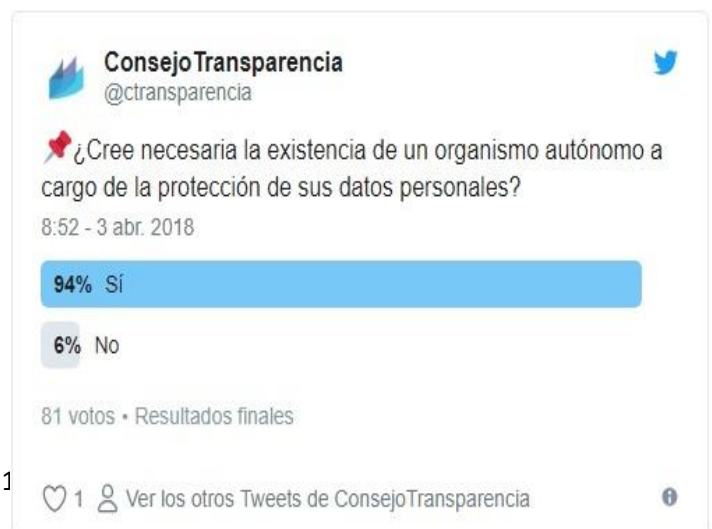 ConsejoTransparencia
@ctransparencia
¿Cree necesaria la existencia de un organismo autónomo a
cargo de la protección de sus datos personales?
8:52 - 3 abr. 2018
94% Sí
6% No
81 votos • Resultados finales
1
1 Ver los otros Tweets de ConsejoTransparencia